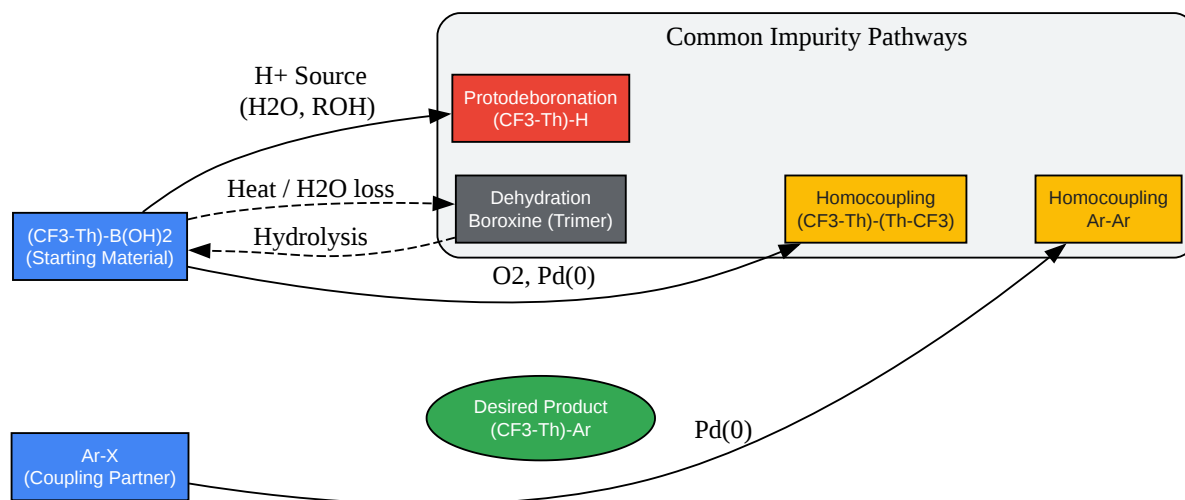 Common Impurity Pathways
H+ Source
(H2O, ROH)
Protodeboronation
(CF3-Th)-H
Heat / H2O loss
Dehydration
Boroxine (Trimer)
Homocoupling
(CF3-Th)-(Th-CF3)
Homocoupling
Ar-Ar
(CF3-Th)-B(OH)2
(Starting Material)
Hydrolysis
O2, Pd(0)
Desired Product
(CF3-Th)-Ar
Pd(0)
Ar-X
(Coupling Partner)